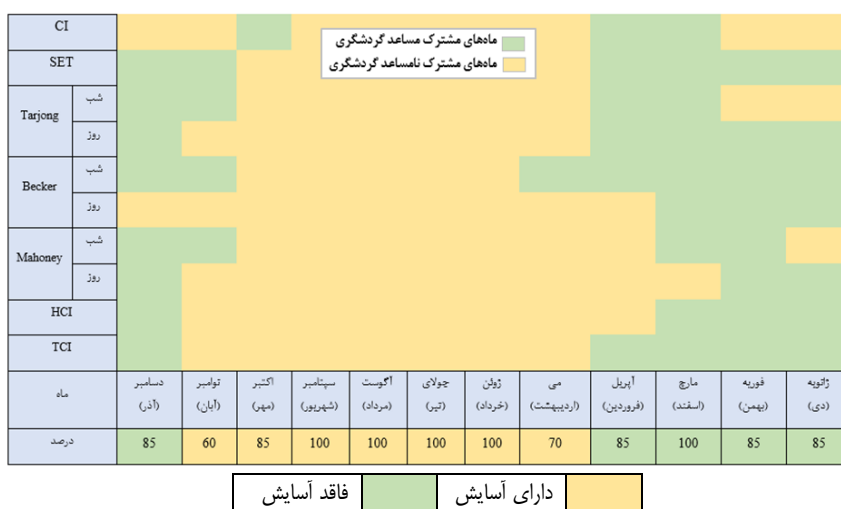 CI
ماه‌های مشترک مساعد گردشگری
ماه‌های مشترک نامساعد گردشگری
SET
Tarjong
شب
روز
Becker
شب
روز
Mahoney
شب
روز
HCI
TCI
ماه دسامبر نوامبر اکتبر سپتامبر آگوست جولای ژوئن می آپریل مارچ فوریه ژانویه
(آذر) (آبان) (مهر) (شهریور) (مرداد) (تیر) (خرداد) (اردیبهشت) (فروردین) (اسفند) (بهمن) (دی)
درصد 85 60 85 100 100 100 100 70 85 100 85 85
دارای آسایش فاقد آسایش